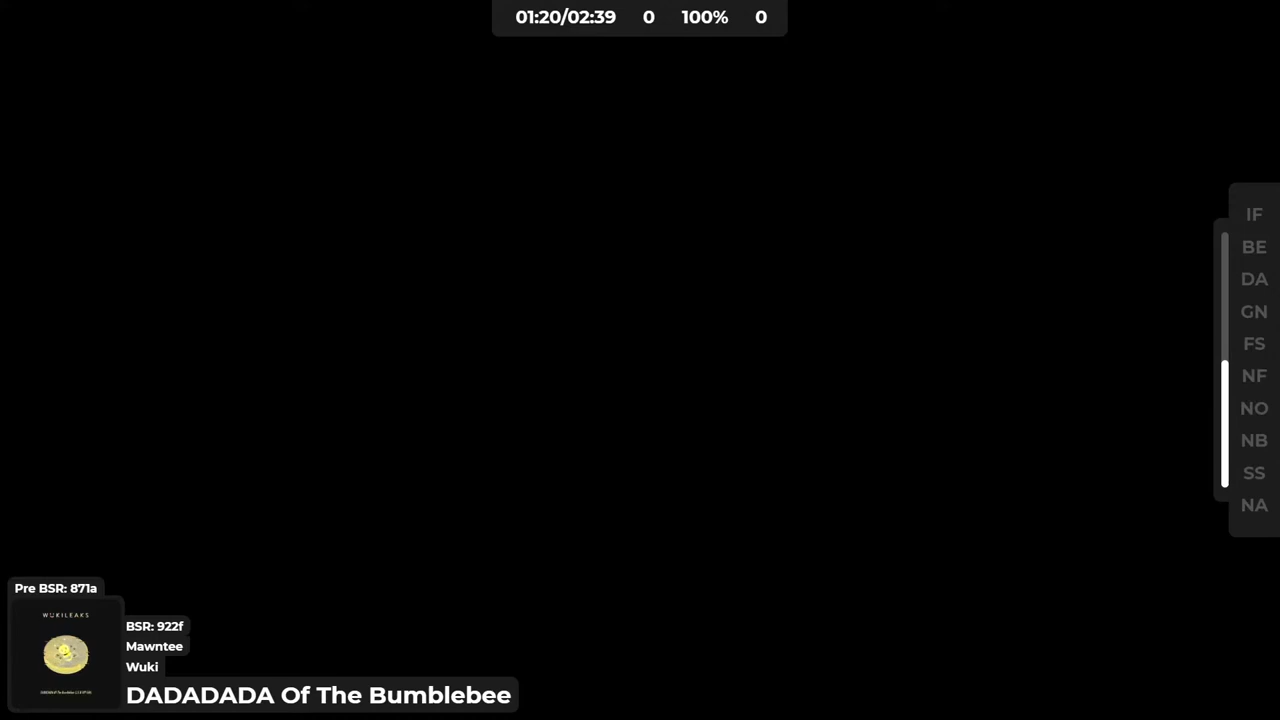 01:20/02:39 0 100% 0
IF
BE
DA
GN
FS
NF
NO
NB
SS
NA
Pre BSR: 871a
WUKILEAKS
BSR: 922f
Mawntee
Wuki
DADADADA Of The Bumblebee